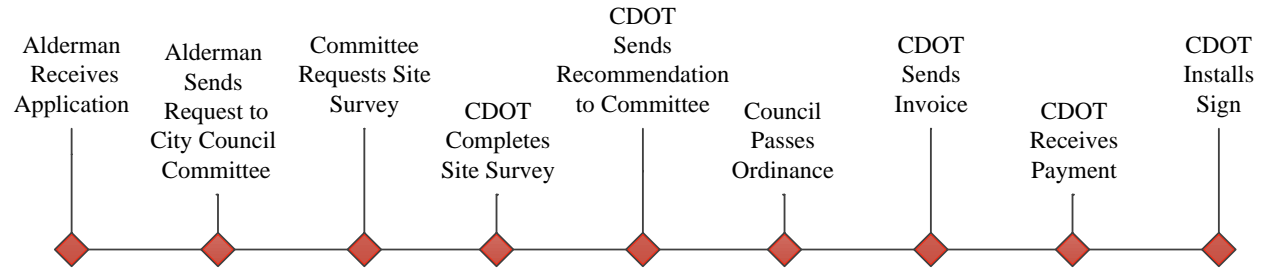 Alderman
Receives
Application
Alderman
Sends
Request to
City Council
Committee
Committee
Requests Site
Survey
CDOT
Completes
Site Survey
CDOT
Sends
Recommendation
to Committee
Council
Passes
Ordinance
CDOT
Sends
Invoice
CDOT
Receives
Payment
CDOT
Installs
Sign